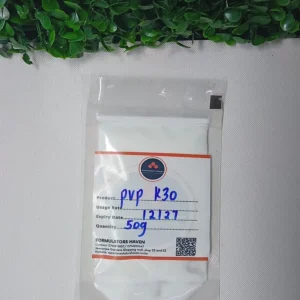 Product PVP K30
Usage Rate
Expiry Date 12/27
Quantity 50g
FORMULATORS HAVEN